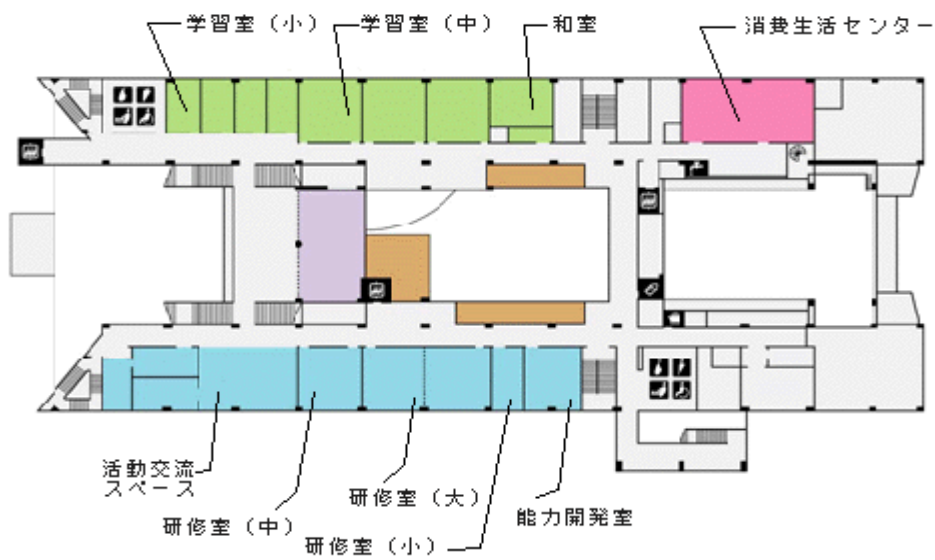 学習室（小）
学習室（中）
和室
消費生活センター
活動交流
スペース
研修室（中）
研修室（大）
研修室（小）
能力開発室